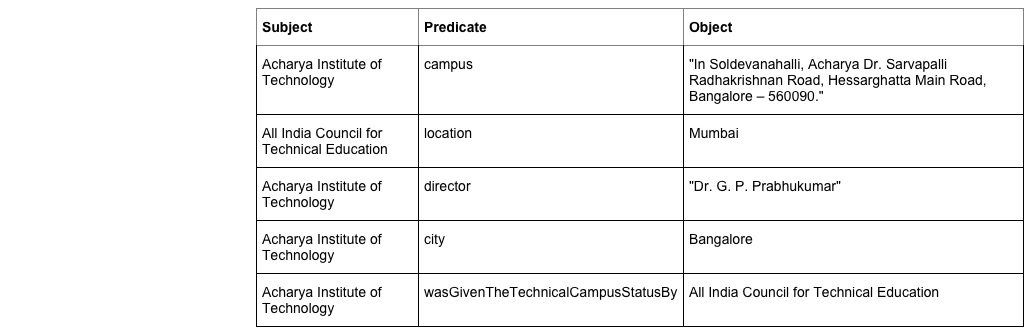 Subject Predicate Object
Acharya Institute of Technology campus "In Soldevanahalli, Acharya Dr. Sarvapalli Radhakrishnan Road, Hessarghatta Main Road, Bangalore – 560090."
All India Council for Technical Education location Mumbai
Acharya Institute of Technology director "Dr. G. P. Prabhukumar"
Acharya Institute of Technology city Bangalore
Acharya Institute of Technology wasGivenTheTechnicalCampusStatusBy All India Council for Technical Education